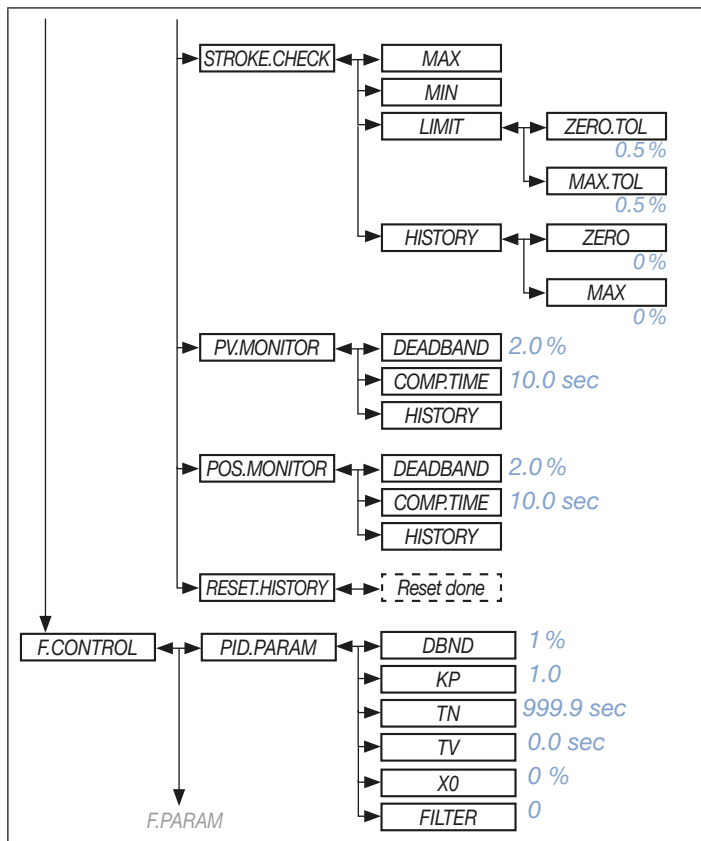 STROKE.CHECK
MAX
MIN
LIMIT
ZERO.TOL
0.5 %
MAX.TOL
0.5 %
HISTORY
ZERO
0 %
MAX
0 %
PV.MONITOR
DEADBAND 2.0 %
COMP.TIME 10.0 sec
HISTORY
POS.MONITOR
DEADBAND 2.0 %
COMP.TIME 10.0 sec
HISTORY
RESET.HISTORY
Reset done
F.CONTROL
PID.PARAM
DBND 1 %
KP 1.0
TN 999.9 sec
TV 0.0 sec
X0 0 %
FILTER 0
F.PARAM